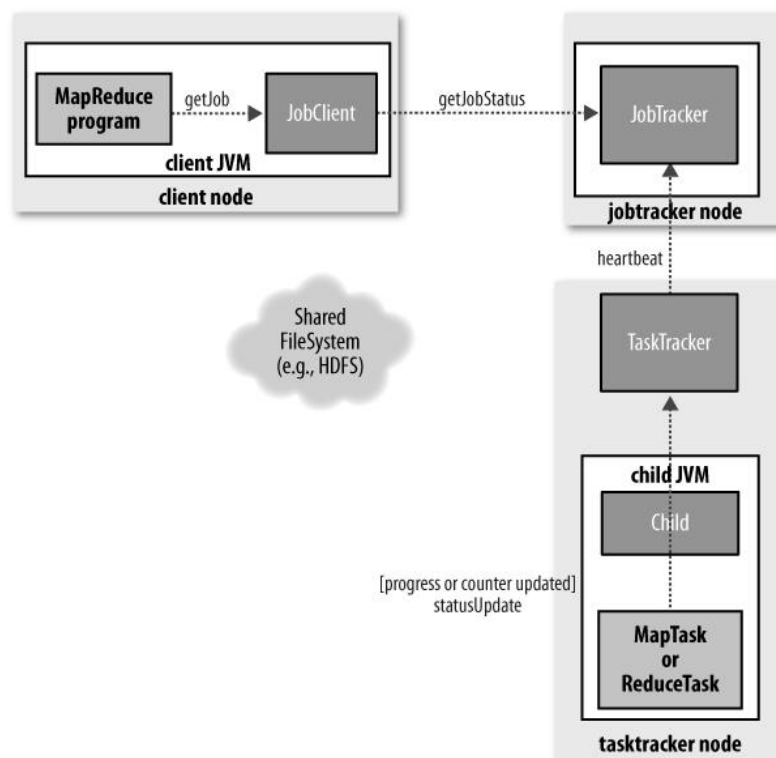 MapReduce
program
getJob
JobClient
client JVM
client node
getJobStatus
JobTracker
jobtracker node
heartbeat
Shared
FileSystem
(e.g., HDFS)
TaskTracker
child JVM
Child
[progress or counter updated]
statusUpdate
MapTask
or
ReduceTask
tasktracker node